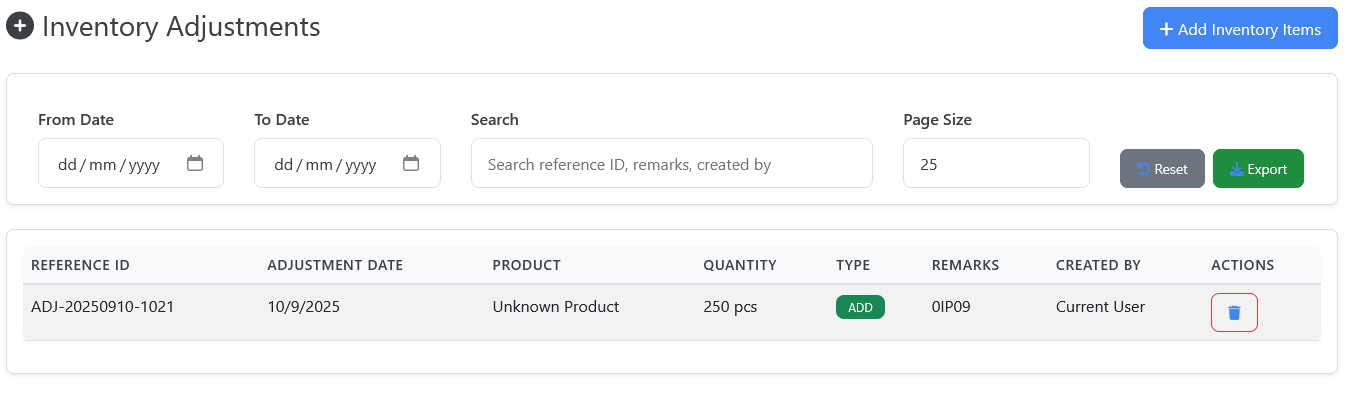 Inventory Adjustments
Add Inventory Items
From Date To Date Search Page Size
dd/mm/yyyy dd/mm/yyyy Search reference ID, remarks, created by 25 Reset Export
REFERENCE ID ADJUSTMENT DATE PRODUCT QUANTITY TYPE REMARKS CREATED BY ACTIONS
ADJ-20250910-1021 10/9/2025 Unknown Product 250 pcs ADD 0IP09 Current User